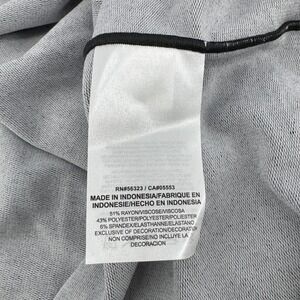 RN#56323 / CA#05553
MADE IN INDONESIA/FABRIQUE EN
INDONESIE/HECHO EN INDONESIA
51% RAYON/VISCOSE/VISCOSA
43% POLYESTER/POLYESTER/POLIESTER
6% SPANDEX/ELASTHANNE/ELASTANO
EXCLUSIVE OF DECORATION/DECORATION
NON COMPRISE/NO INCLUYE LA
DECORACION